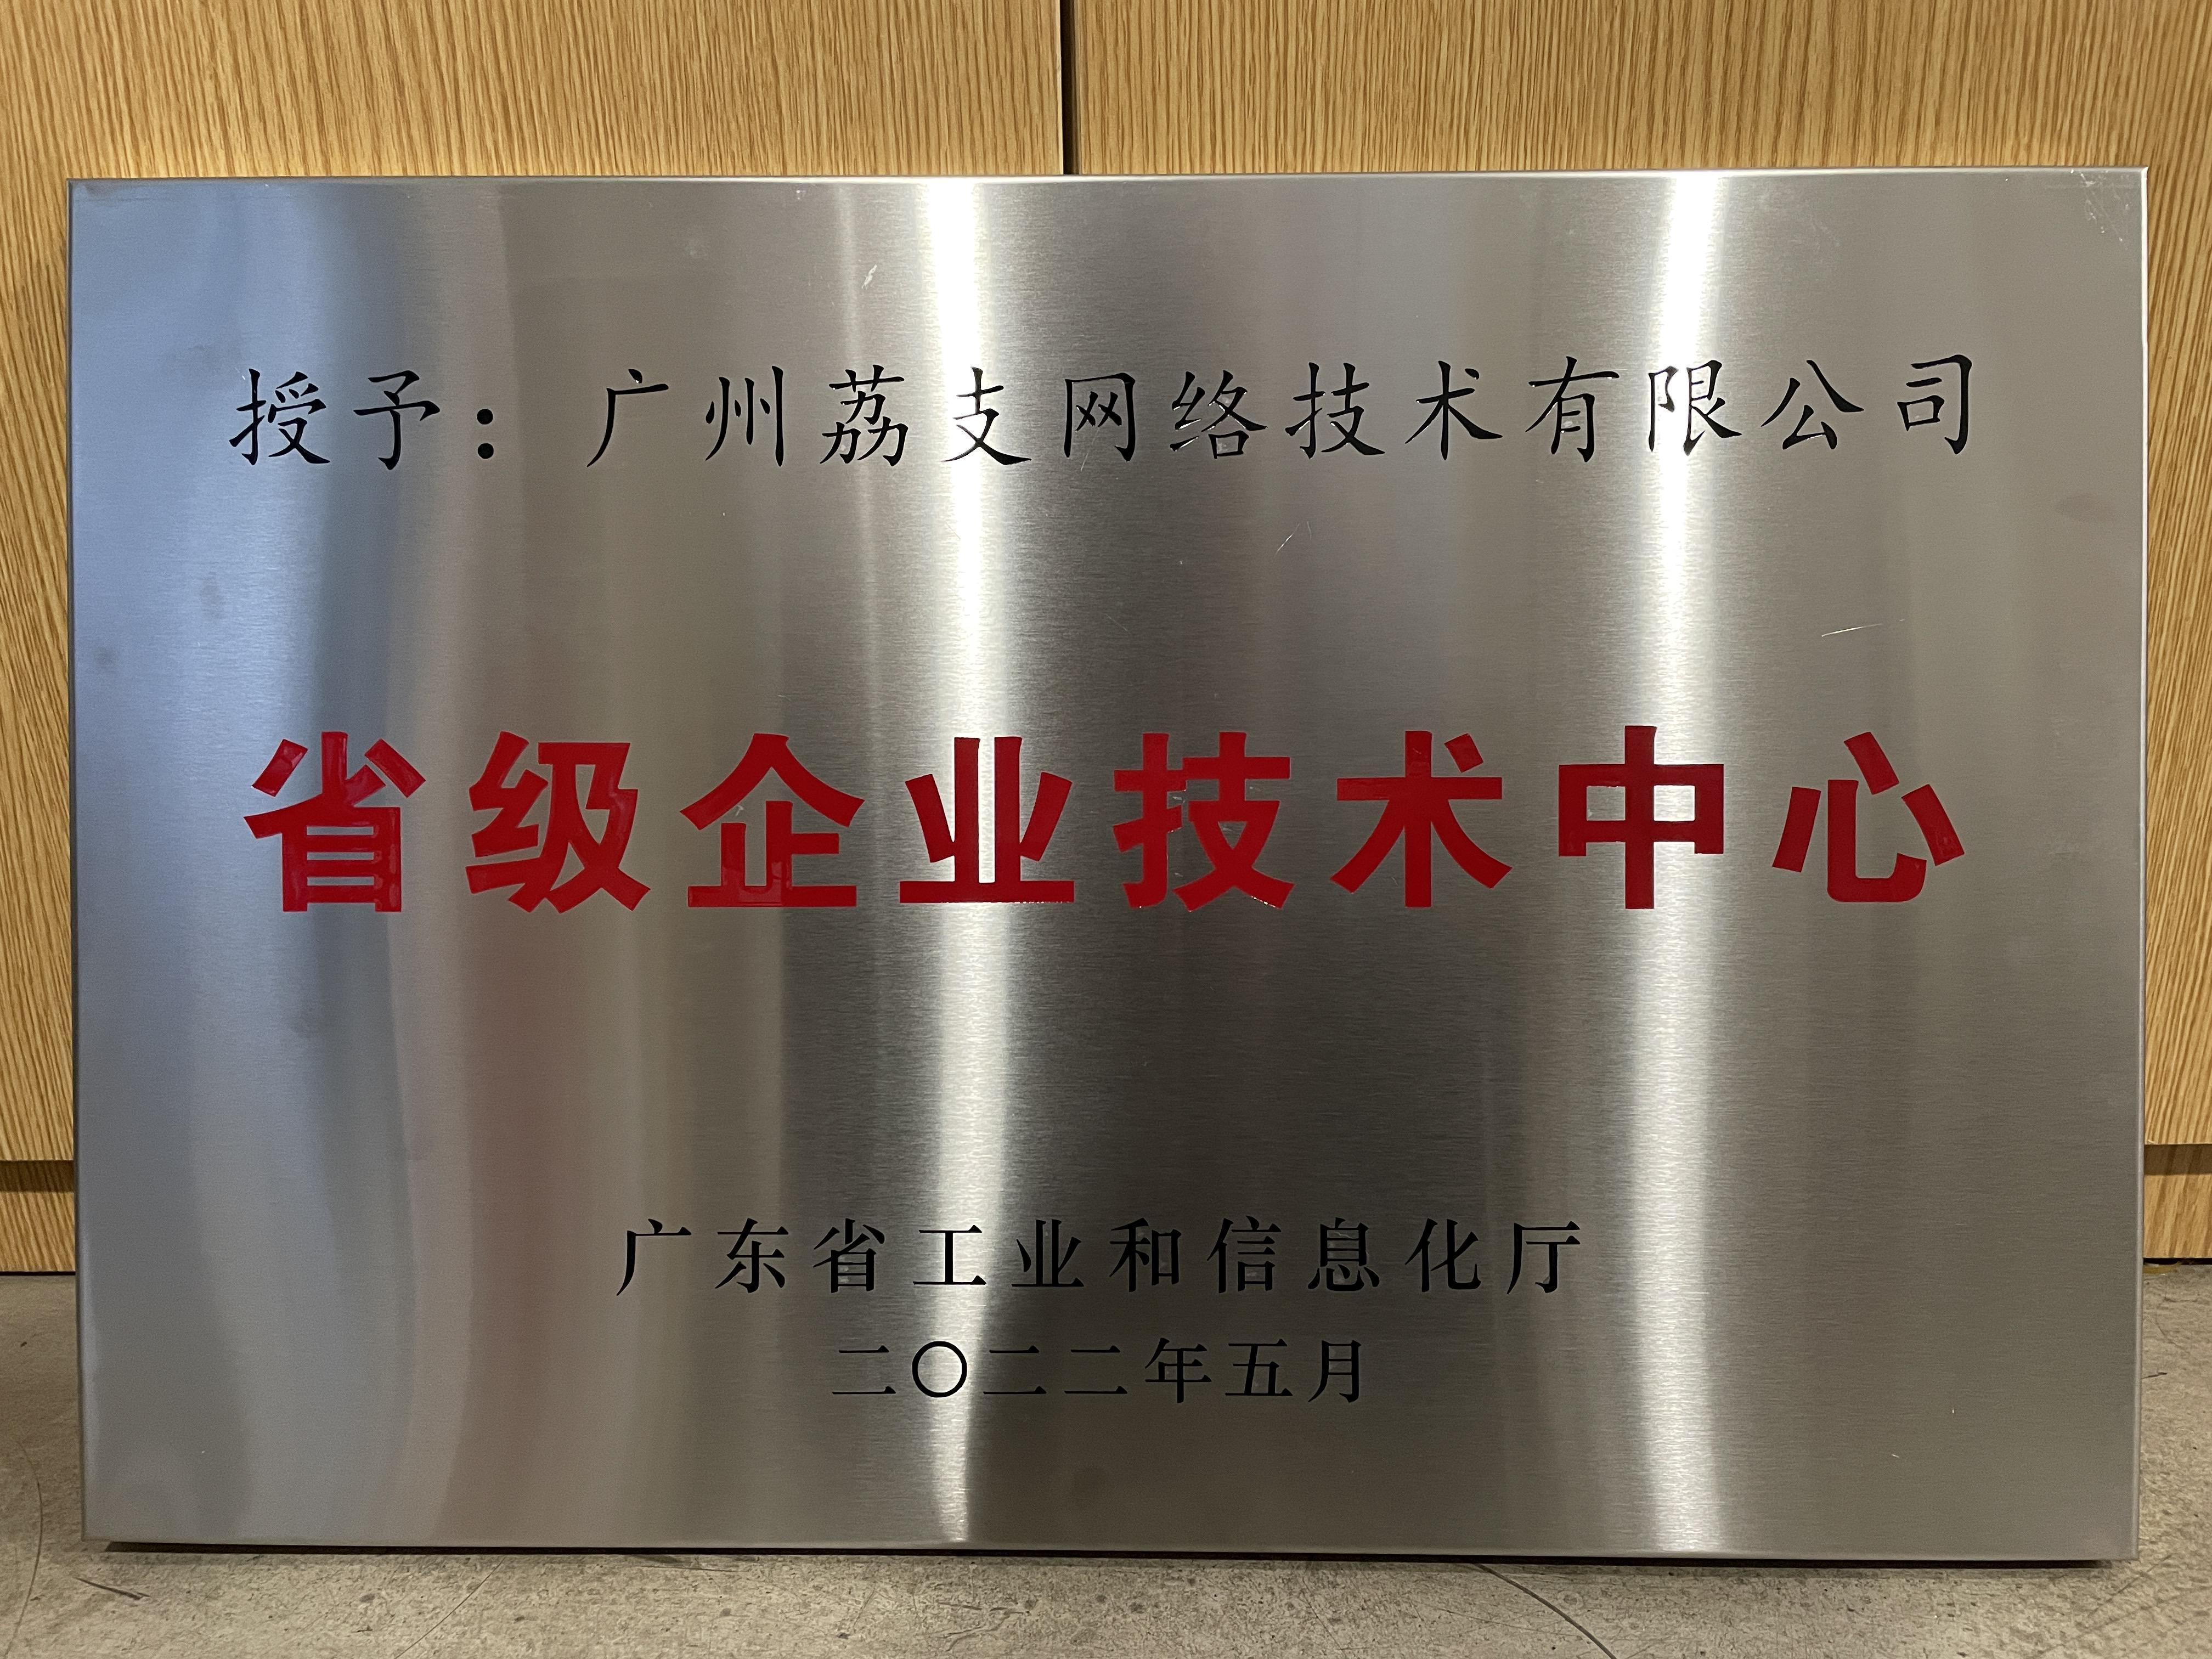 授予：广州荔支网络技术有限公司
省级企业技术中心
广东省工业和信息化厅
二〇二二年五月